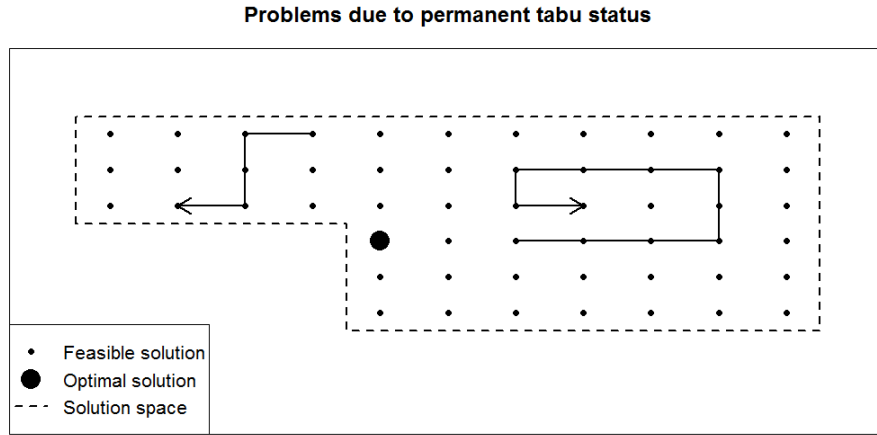 Problems due to permanent tabu status
Feasible solution
Optimal solution
Solution space